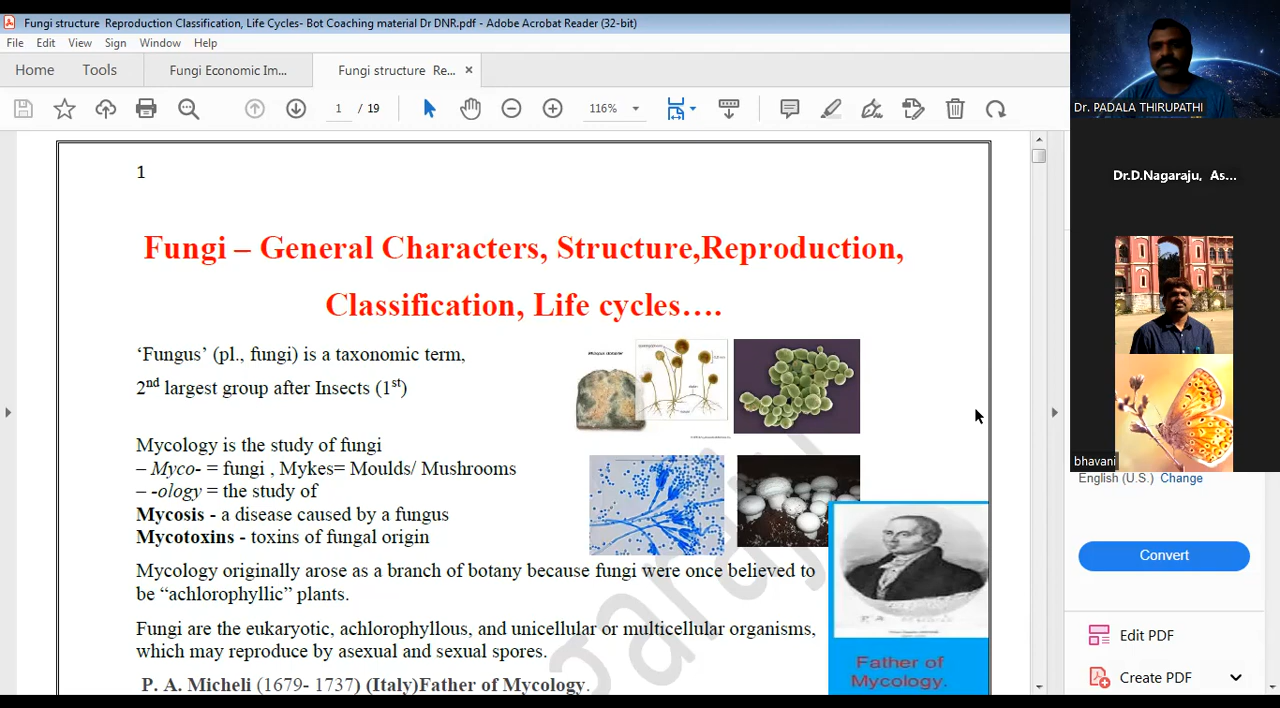 Fungi structure  Reproduction Classification, Life Cycles- Bot Coaching material Dr DNR.pdf - Adobe Acrobat Reader (32-bit)
File Edit View Sign Window Help
Home Tools Fungi Economic Im... Fungi structure  Re... ×
1 / 19 116%
1
Fungi – General Characters, Structure,Reproduction,
Classification, Life cycles….
‘Fungus’ (pl., fungi) is a taxonomic term,
2nd largest group after Insects (1st)
Mycology is the study of fungi
– Myco- = fungi , Mykes= Moulds/ Mushrooms
– -ology = the study of
Mycosis - a disease caused by a fungus
Mycotoxins - toxins of fungal origin
Mycology originally arose as a branch of botany because fungi were once believed to
be “achlorophyllic” plants.
Fungi are the eukaryotic, achlorophyllous, and unicellular or multicellular organisms,
which may reproduce by asexual and sexual spores.
P. A. Micheli (1679- 1737) (Italy)Father of Mycology.
Father of
Mycology.
Dr. PADALA THIRUPATHI
Dr.D.Nagaraju, As...
bhavani
English (U.S.) Change
Convert
Edit PDF
Create PDF